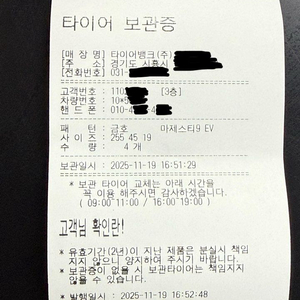 타이어 보관증
[매 장 명] 타이어뱅크(주)
[주   소] 경기도 시흥시
[전화번호] 031-
고객번호 : 110 [3층]
차량번호 : 10*5
핸 드 폰 : 010-
패    턴 : 금호    마제스티9 EV
사 이 즈 : 255 45 19
수    량 :    4 개
보관일시 : 2025-11-19 16:51:29
* 보관 타이어 교체는 아래 시간을
꼭 이용해 주시면 감사하겠습니다.
( 09:00~11:00 / 16:00~19:00 )
고객님 확인란!
* 유효기간(2년)이 지난 제품은 분실시 책임
지지 않으니 양지하여 주시기 바랍니다.
* 보관증이 없을 시 보관타이어는 책임지지
않을 수 있습니다.
* 발행일시 : 2025-11-19 16:52:48